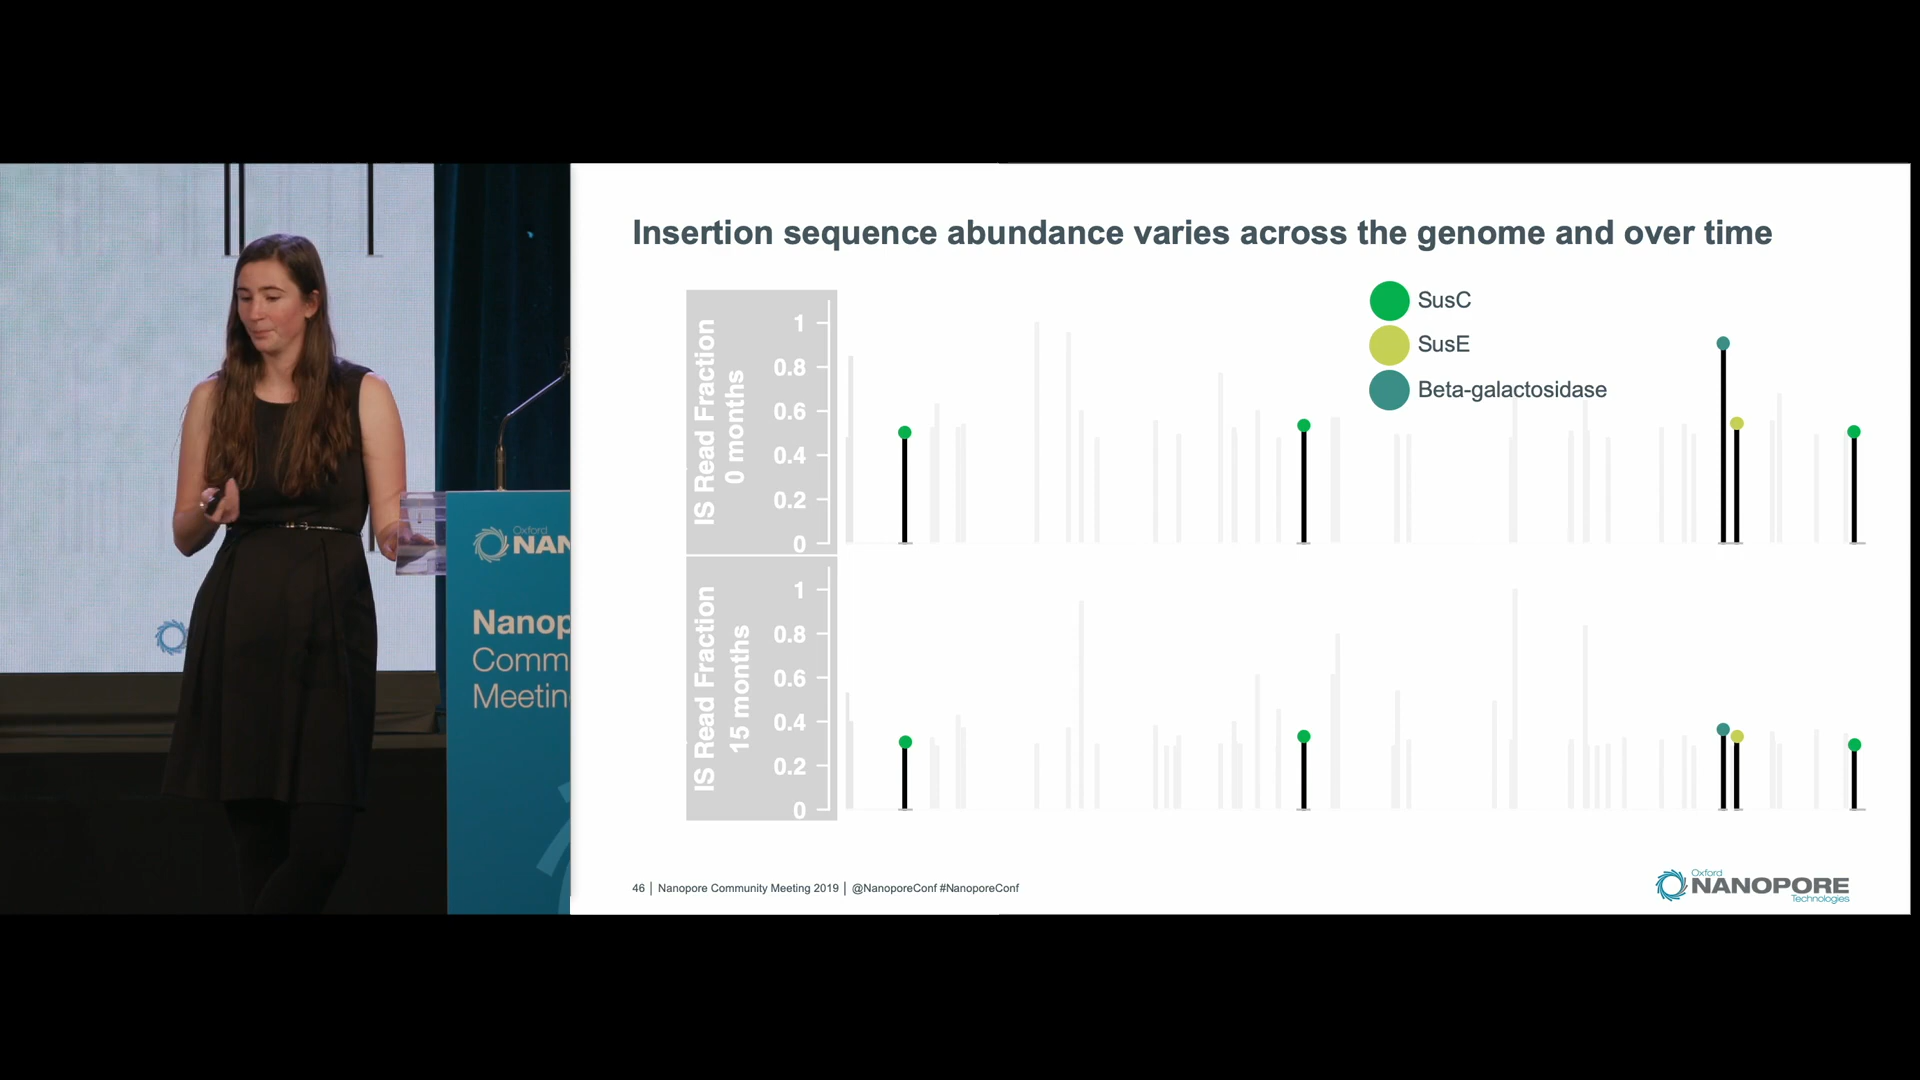 Insertion sequence abundance varies across the genome and over time
SusC
SusE
Beta-galactosidase
IS Read Fraction
0 months
1
0.8
0.6
0.4
0.2
0
IS Read Fraction
15 months
1
0.8
0.6
0.4
0.2
0
Oxford
NAN
Nanop
Comm
Meetin
46 | Nanopore Community Meeting 2019 | @NanoporeConf #NanoporeConf
Oxford
NANOPORE
Technologies